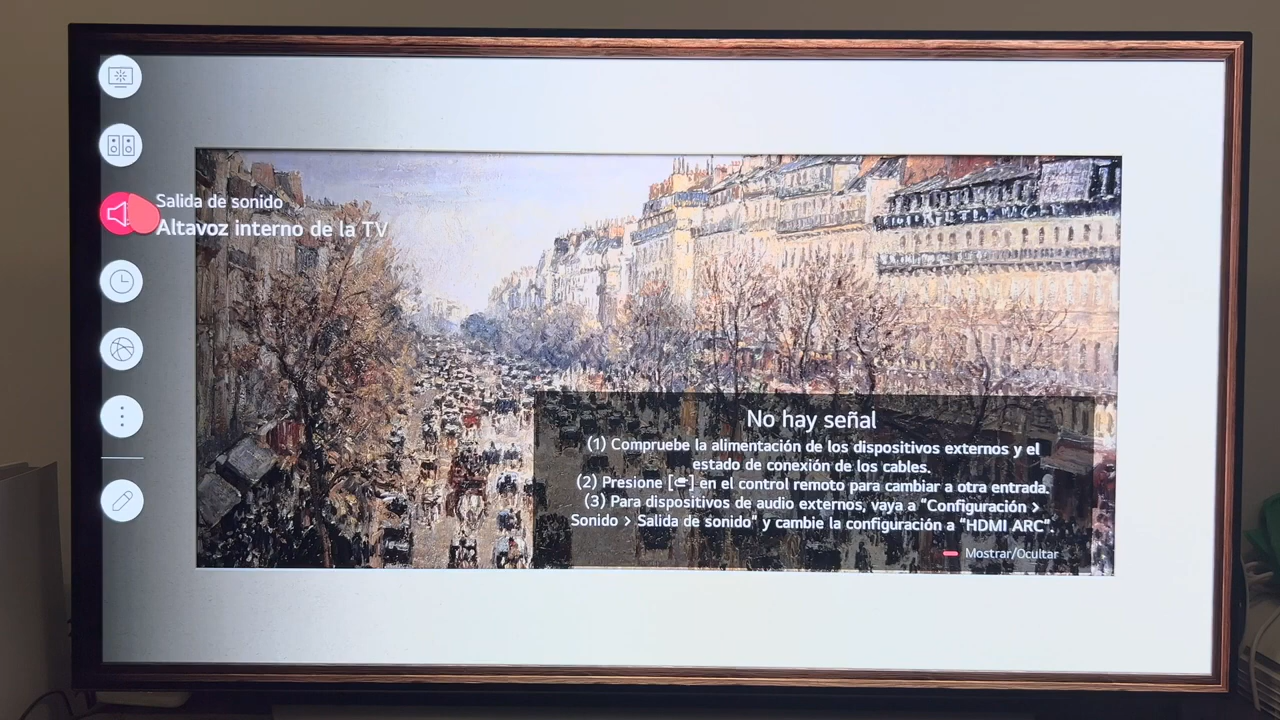 Salida de sonido
Altavoz interno de la TV
No hay señal
(1) Compruebe la alimentación de los dispositivos externos y el
estado de conexión de los cables.
(2) Presione [] en el control remoto para cambiar a otra entrada.
(3) Para dispositivos de audio externos, vaya a "Configuración >
Sonido > Salida de sonido" y cambie la configuración a "HDMI ARC".
Mostrar/Ocultar